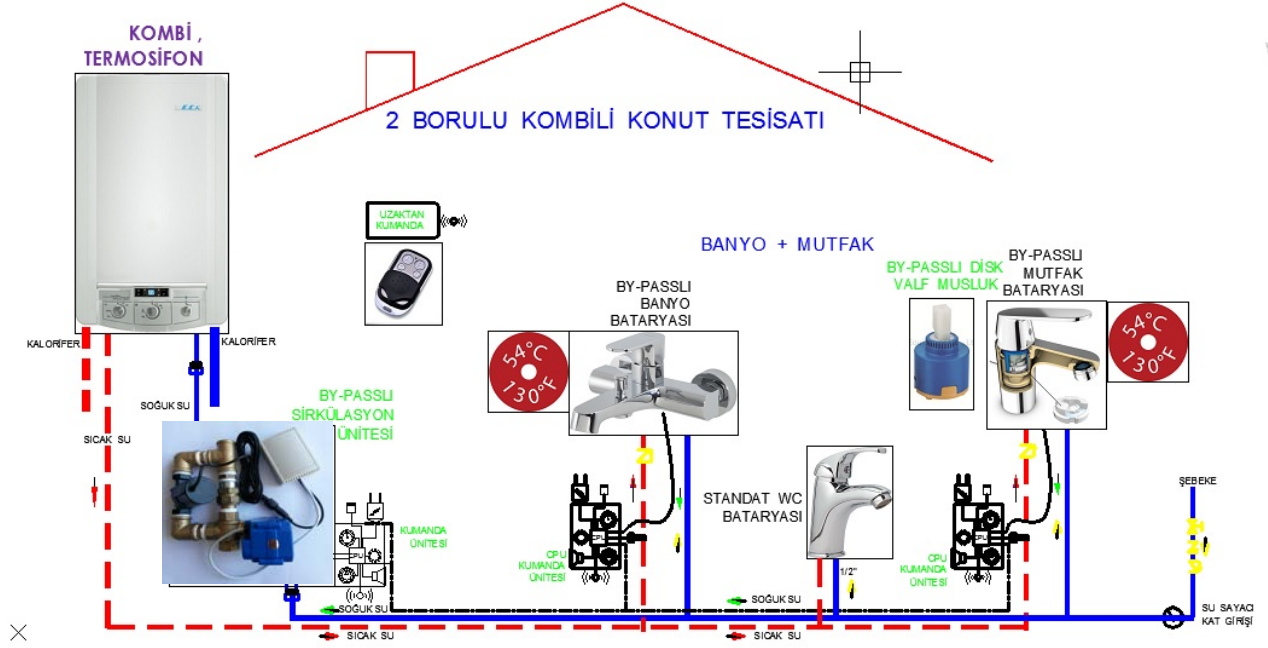 KOMBİ ,
TERMOSİFON
E.C.A.
2 BORULU KOMBİLİ KONUT TESİSATI
UZAKTAN
KUMANDA
BANYO + MUTFAK
BY-PASSLI
BANYO
BATARYASI
54°C
130°F
BY-PASSLI DİSK
VALF MUSLUK
BY-PASSLI
MUTFAK
BATARYASI
54°C
130°F
KALORİFER
KALORİFER
SOĞUK SU
SICAK SU
BY-PASSLI
SİRKÜLASYON
ÜNİTESİ
KUMANDA
ÜNİTESİ
CPU
CPU
CPU
KUMANDA
ÜNİTESİ
STANDAT WC
BATARYASI
1/2"
CPU
CPU
KUMANDA
ÜNİTESİ
ŞEBEKE
SOĞUK SU
SOĞUK SU
SICAK SU
SICAK SU
SU SAYACI
KAT GİRİŞİ